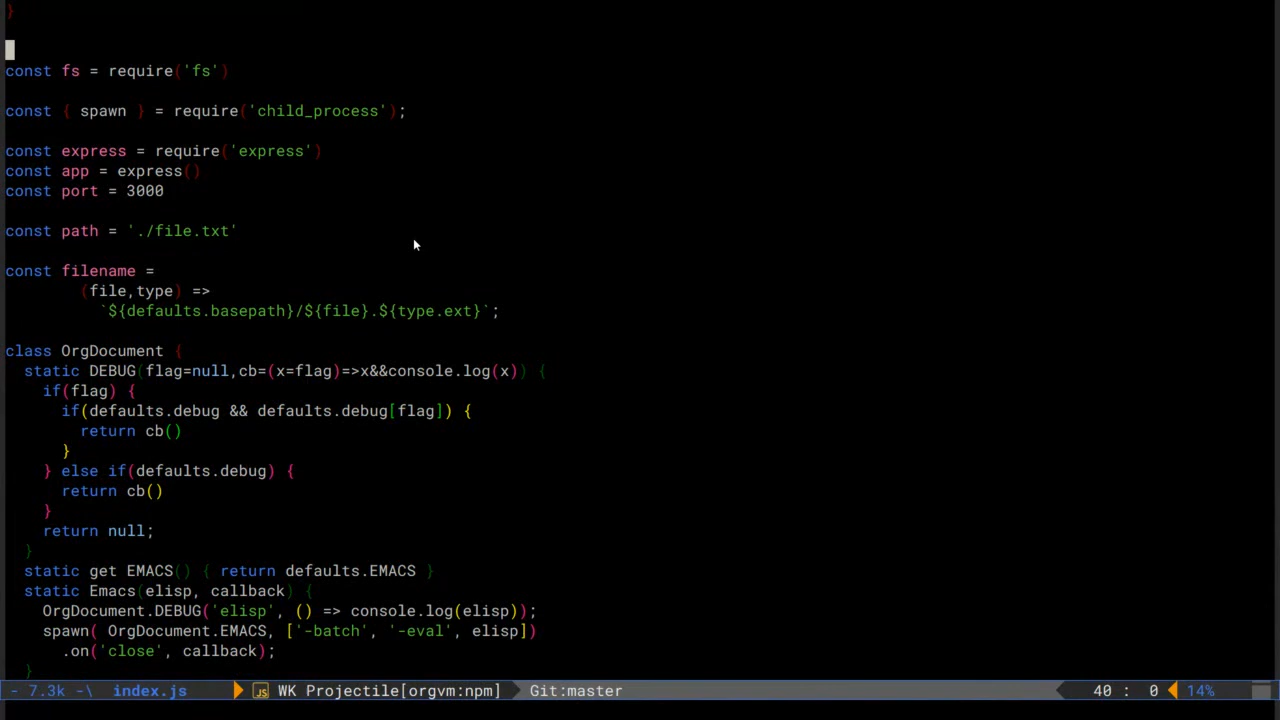 }
const fs = require('fs')
const { spawn } = require('child_process');
const express = require('express')
const app = express()
const port = 3000
const path = './file.txt'
const filename =
(file,type) =>
`${defaults.basepath}/${file}.${type.ext}`;
class OrgDocument {
static DEBUG(flag=null,cb=(x=flag)=>x&&console.log(x)) {
if(flag) {
if(defaults.debug && defaults.debug[flag]) {
return cb()
}
} else if(defaults.debug) {
return cb()
}
return null;
}
static get EMACS() { return defaults.EMACS }
static Emacs(elisp, callback) {
OrgDocument.DEBUG('elisp', () => console.log(elisp));
spawn( OrgDocument.EMACS, ['-batch', '-eval', elisp])
.on('close', callback);
}
- 7.3k -\ index.js JS WK Projectile[orgvm:npm] Git:master 40 : 0 14%